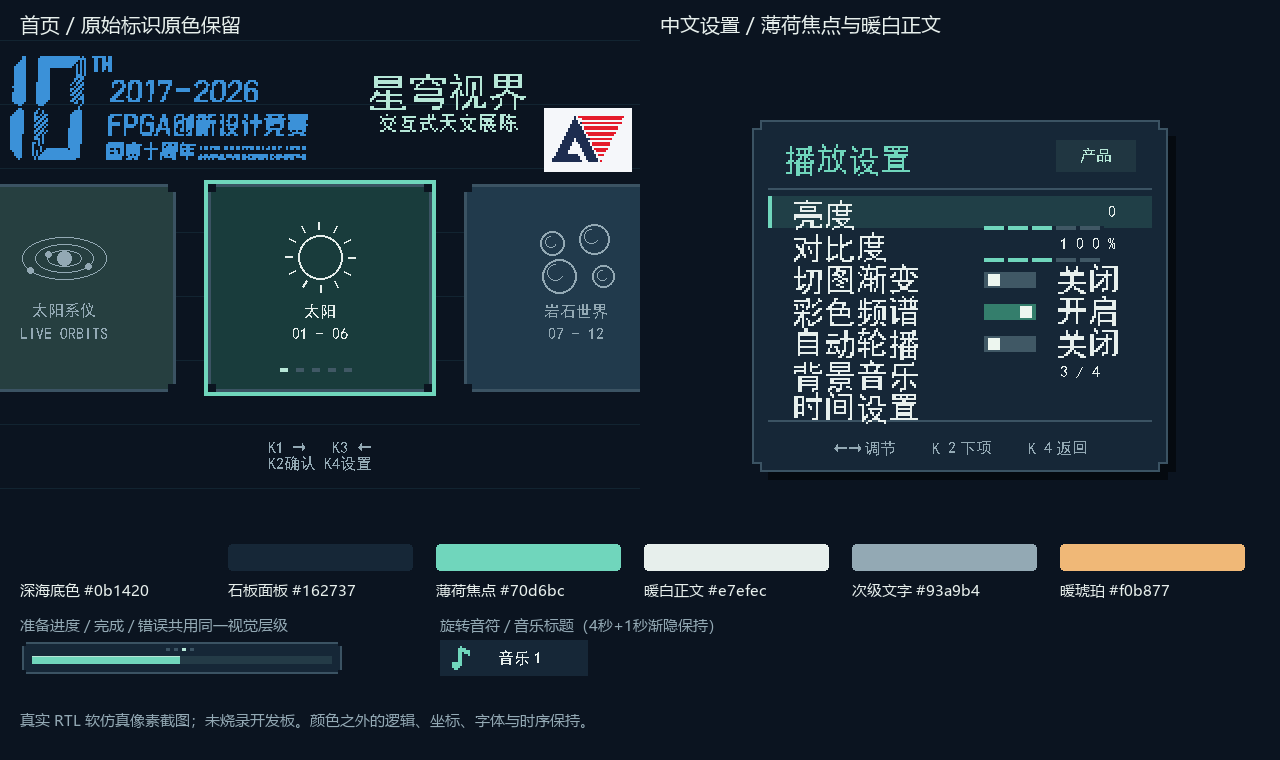 首页 / 原始标识原色保留
中文设置 / 薄荷焦点与暖白正文
10TH
2017-2026
FPGA创新设计竞赛
国赛十周年
星穹视界
交互式天文展陈
太阳系仪
LIVE ORBITS
太阳
01 - 06
岩石世界
07 - 12
K1 → K3 ←
K2确认 K4设置
播放设置
产品
亮度 0
对比度 100%
切图渐变 关闭
彩色频谱 开启
自动轮播 关闭
背景音乐 3/4
时间设置
←→调节 K2下项 K4返回
深海底色 #0b1420
石板面板 #162737
薄荷焦点 #70d6bc
暖白正文 #e7efec
次级文字 #93a9b4
暖琥珀 #f0b877
准备进度 / 完成 / 错误共用同一视觉层级
旋转音符 / 音乐标题（4秒+1秒渐隐保持）
音乐 1
真实 RTL 软仿真像素截图；未烧录开发板。颜色之外的逻辑、坐标、字体与时序保持。